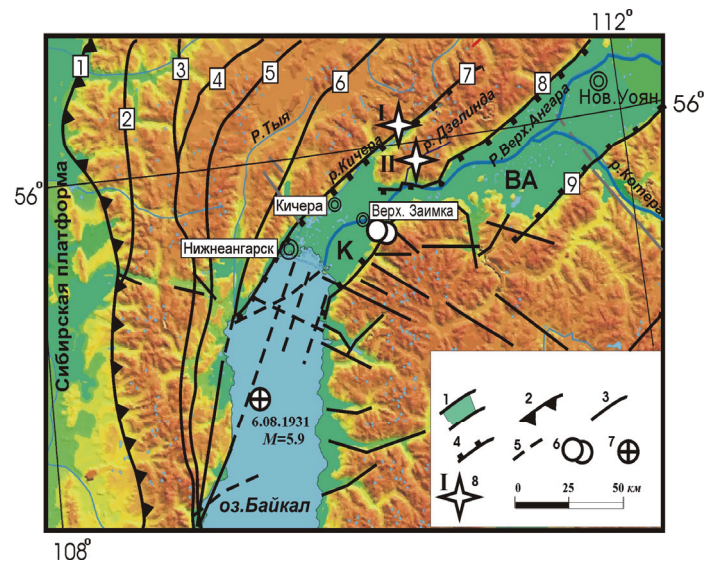 112°
1
2
3
4
5
6
7
8
Нов.Уоян
56°
I
II
р.Тыя
р.Кичера
р.Дзелинда
Р.Верх.Ангара
р.Котера
56°
Кичера
Верх. Заимка
ВА
9
Нижнеангарск
К
Сибирская платформа
6.08.1931
М=5.9
оз.Байкал
1
2
3
4
5
6
7
I
8
0 25 50 км
108°